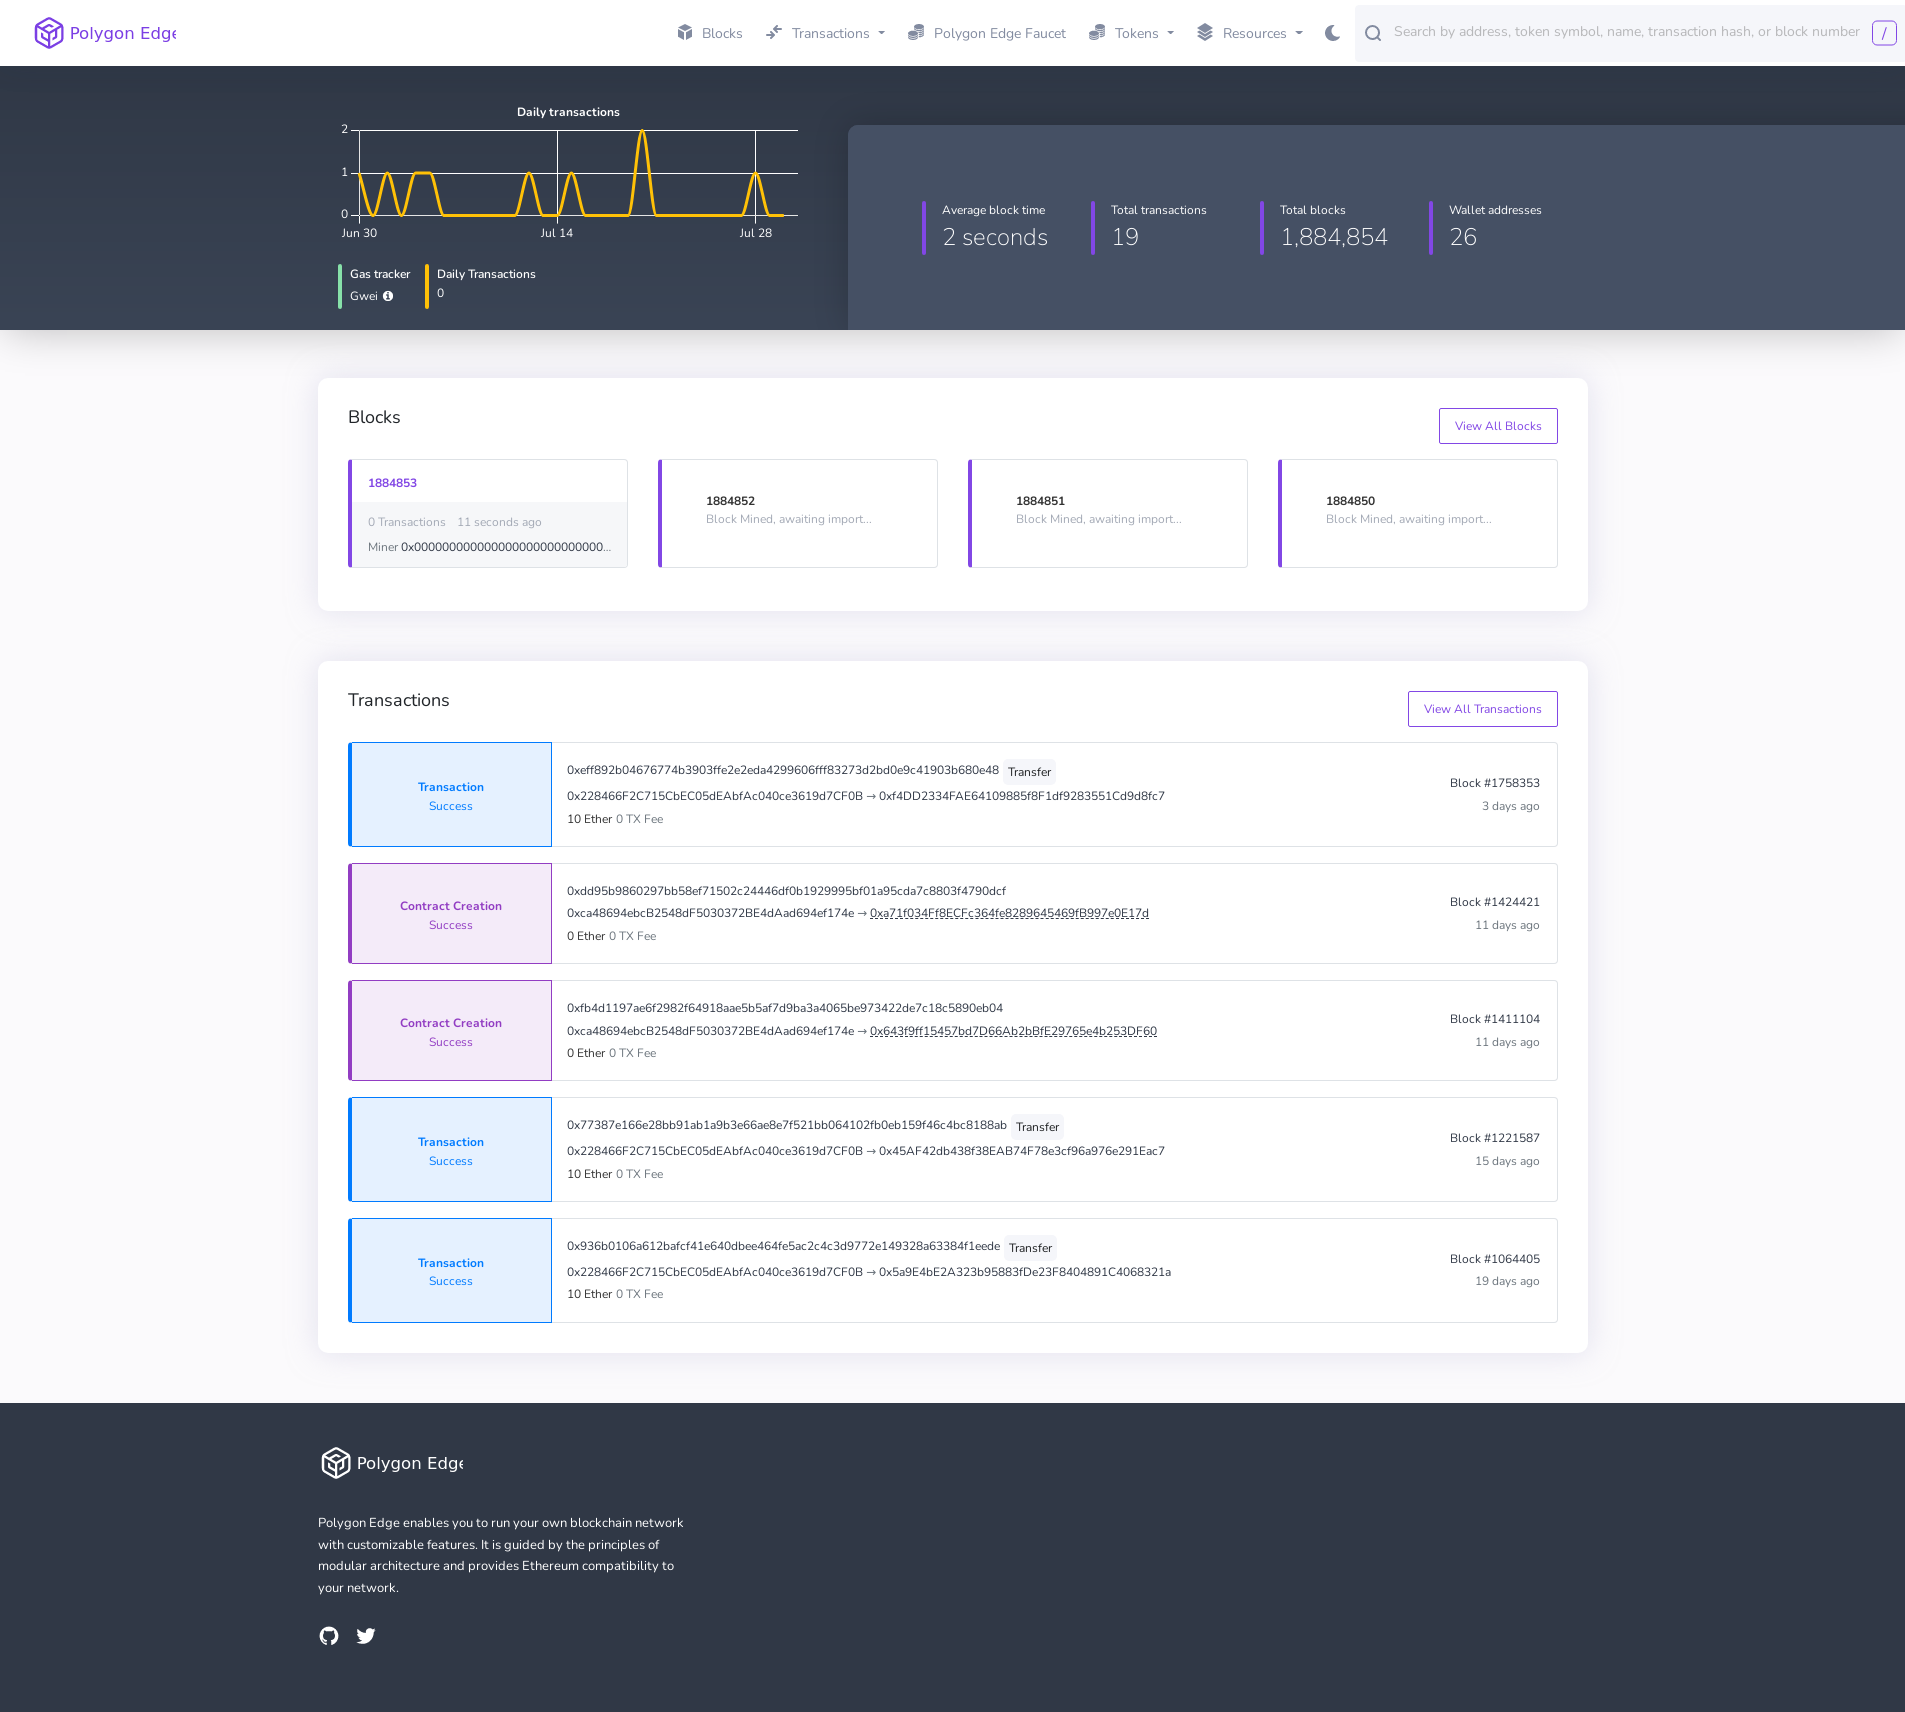 Polygon Edge
Blocks Transactions Polygon Edge Faucet Tokens Resources Search by address, token symbol, name, transaction hash, or block number /
Daily transactions
2
1
0
Jun 30 Jul 14 Jul 28
Gas tracker
Gwei
Daily Transactions
0
Average block time
2 seconds
Total transactions
19
Total blocks
1,884,854
Wallet addresses
26
Blocks
View All Blocks
1884853
0 Transactions 11 seconds ago
Miner 0x000000000000000000000000000...
1884852
Block Mined, awaiting import...
1884851
Block Mined, awaiting import...
1884850
Block Mined, awaiting import...
Transactions
View All Transactions
Transaction
Success
0xeff892b04676774b3903ffe2e2eda4299606fff83273d2bd0e9c41903b680e48 Transfer
0x228466F2C715CbEC05dEAbfAc040ce3619d7CF0B → 0xf4DD2334FAE64109885f8F1df9283551Cd9d8fc7
10 Ether 0 TX Fee
Block #1758353
3 days ago
Contract Creation
Success
0xdd95b9860297bb58ef71502c24446df0b1929995bf01a95cda7c8803f4790dcf
0xca48694ebcB2548dF5030372BE4dAad694ef174e → 0xa71f034Ff8ECFc364fe8289645469fB997e0E17d
0 Ether 0 TX Fee
Block #1424421
11 days ago
Contract Creation
Success
0xfb4d1197ae6f2982f64918aae5b5af7d9ba3a4065be973422de7c18c5890eb04
0xca48694ebcB2548dF5030372BE4dAad694ef174e → 0x643f9ff15457bd7D66Ab2bBfE29765e4b253DF60
0 Ether 0 TX Fee
Block #1411104
11 days ago
Transaction
Success
0x77387e166e28bb91ab1a9b3e66ae8e7f521bb064102fb0eb159f46c4bc8188ab Transfer
0x228466F2C715CbEC05dEAbfAc040ce3619d7CF0B → 0x45AF42db438f38EAB74F78e3cf96a976e291Eac7
10 Ether 0 TX Fee
Block #1221587
15 days ago
Transaction
Success
0x936b0106a612bafcf41e640dbee464fe5ac2c4c3d9772e149328a63384f1eede Transfer
0x228466F2C715CbEC05dEAbfAc040ce3619d7CF0B → 0x5a9E4bE2A323b95883fDe23F8404891C4068321a
10 Ether 0 TX Fee
Block #1064405
19 days ago
Polygon Edge
Polygon Edge enables you to run your own blockchain network
with customizable features. It is guided by the principles of
modular architecture and provides Ethereum compatibility to
your network.